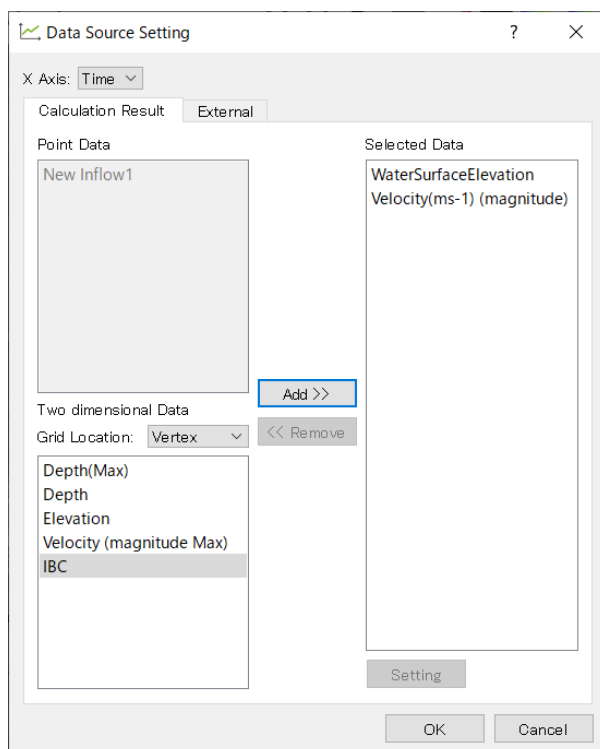 Data Source Setting
?
X Axis: Time
Calculation Result
External
Point Data
New Inflow1
Two dimensional Data
Grid Location: Vertex
Depth(Max)
Depth
Elevation
Velocity (magnitude Max)
IBC
Add >>
<< Remove
Selected Data
WaterSurfaceElevation
Velocity(ms-1) (magnitude)
Setting
OK
Cancel